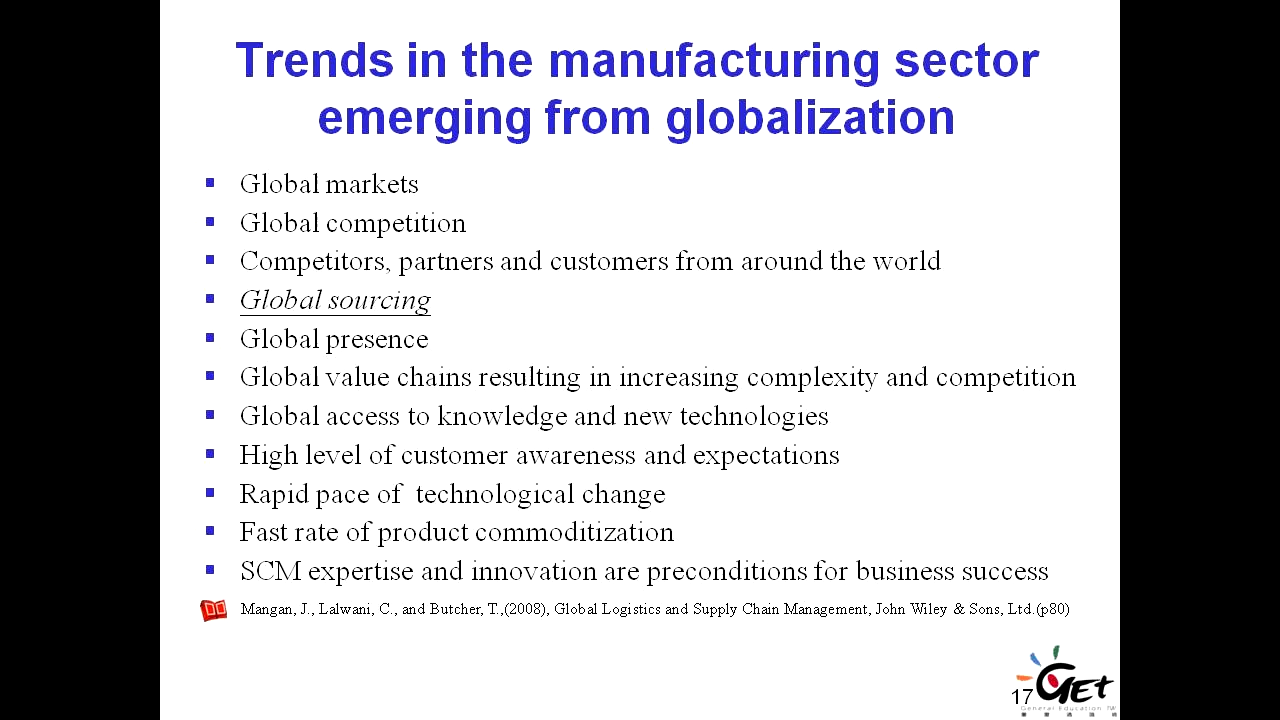 Trends in the manufacturing sector
emerging from globalization
Global markets
Global competition
Competitors, partners and customers from around the world
Global sourcing
Global presence
Global value chains resulting in increasing complexity and competition
Global access to knowledge and new technologies
High level of customer awareness and expectations
Rapid pace of  technological change
Fast rate of product commoditization
SCM expertise and innovation are preconditions for business success
Mangan, J., Lalwani, C., and Butcher, T.,(2008), Global Logistics and Supply Chain Management, John Wiley & Sons, Ltd.(p80)
17
GET
General Education TW